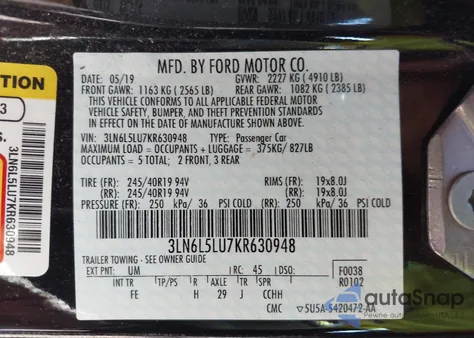 MFD. BY FORD MOTOR CO.
DATE: 05/19 GVWR: 2227 KG ( 4910 LB)
FRONT GAWR: 1163 KG ( 2565 LB) REAR GAWR: 1082 KG ( 2385 LB)
THIS VEHICLE CONFORMS TO ALL APPLICABLE FEDERAL MOTOR
VEHICLE SAFETY, BUMPER, AND THEFT PREVENTION STANDARDS
IN EFFECT ON THE DATE OF MANUFACTURE SHOWN ABOVE.
VIN: 3LN6L5LU7KR630948 TYPE: Passenger Car
MAXIMUM LOAD = OCCUPANTS + LUGGAGE = 375KG/ 827LB
OCCUPANTS = 5 TOTAL; 2 FRONT, 3 REAR
TIRE (FR): 245/40R19 94V RIMS (FR): 19x8.0J
TIRE (RR): 245/40R19 94V RIMS (RR): 19x8.0J
PRESSURE (FR): 250 kPa/ 36 PSI COLD (RR): 250 kPa/36 PSI COLD
3LN6L5LU7KR630948
TRAILER TOWING - SEE OWNER GUIDE
EXT PNT: UM RC: 45 DSO: F0038
R0102
INT TR TP/PS R AXLE TR SPR
FE H 29 J CCHH
CMC 5U5A-5420472-AA
TION
3
s.
3LN6L5LU7KR630948
autoSnap